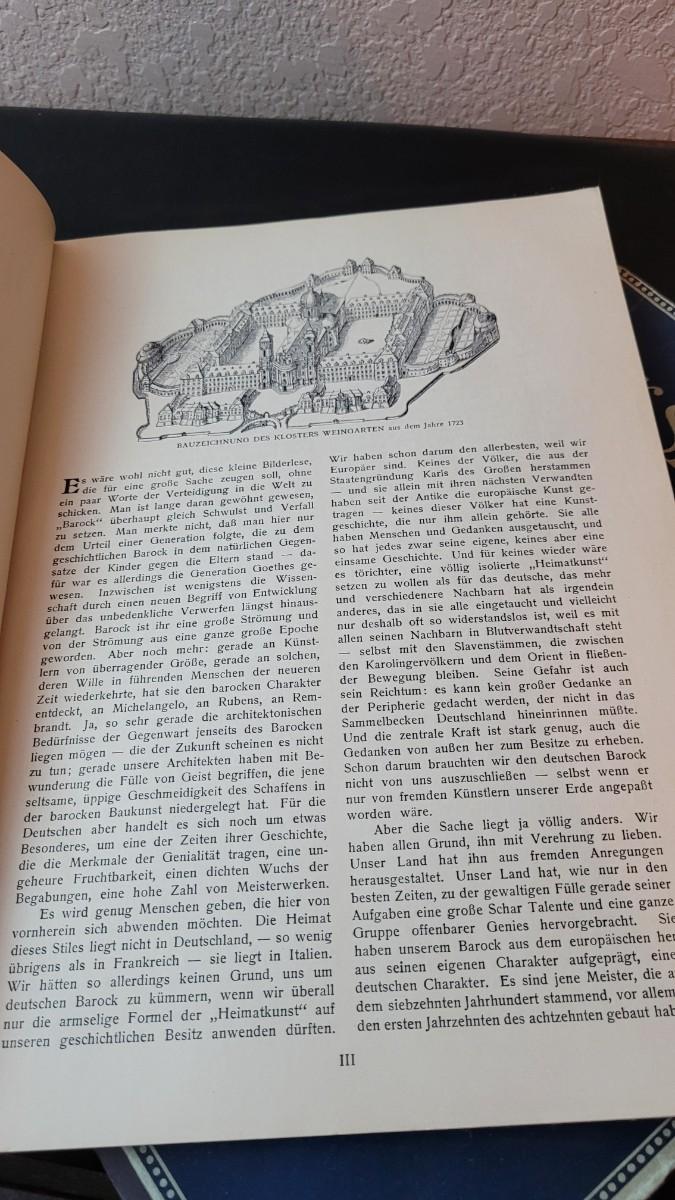 BAUZEICHNUNG DES KLOSTERS WEINGARTEN aus dem Jahre 1723
Es wäre wohl nicht gut, diese kleine Bilderlese,
die für eine große Sache zeugen soll, ohne
ein paar Worte der Verteidigung in die Welt zu
schicken. Man ist lange daran gewöhnt gewesen,
„Barock“ überhaupt gleich Schwulst und Verfall
zu setzen. Man merkte nicht, daß man hier nur
dem Urteil einer Generation folgte, die zu dem
geschichtlichen Barock in dem natürlichen Gegen-
satze der Kinder gegen die Eltern stand — da-
für war es allerdings die Generation Goethes ge-
wesen. Inzwischen ist wenigstens die Wissen-
schaft durch einen neuen Begriff von Entwicklung
über das unbedenkliche Verwerfen längst hinaus-
gelangt. Barock ist ihr eine große Strömung und
von der Strömung aus eine ganze große Epoche
geworden. Aber noch mehr: gerade an Künst-
lern von überragender Größe, gerade an solchen,
deren Wille in führenden Menschen der neueren
Zeit wiederkehrte, hat sie den barocken Charakter
entdeckt, an Michelangelo, an Rubens, an Rem-
brandt. Ja, so sehr gerade die architektonischen
Bedürfnisse der Gegenwart jenseits des Barocken
liegen mögen — die der Zukunft scheinen es nicht
zu tun; gerade unsere Architekten haben mit Be-
wunderung die Fülle von Geist begriffen, die jene
seltsame, üppige Geschmeidigkeit des Schaffens in
der barocken Baukunst niedergelegt hat. Für die
Deutschen aber handelt es sich noch um etwas
Besonderes, um eine der Zeiten ihrer Geschichte,
die die Merkmale der Genialität tragen, eine un-
geheure Fruchtbarkeit, einen dichten Wuchs der
Begabungen, eine hohe Zahl von Meisterwerken.
Es wird genug Menschen geben, die hier von
vornherein sich abwenden möchten. Die Heimat
dieses Stiles liegt nicht in Deutschland, — so wenig
übrigens als in Frankreich — sie liegt in Italien.
Wir hätten so allerdings keinen Grund, uns um
deutschen Barock zu kümmern, wenn wir überall
nur die armselige Formel der „Heimatkunst“ auf
unseren geschichtlichen Besitz anwenden dürften.
Wir haben schon darum den allerbesten, weil wir
Europäer sind. Keines der Völker, die aus der
Staatengründung Karls des Großen herstammen
— und sie allein mit ihren nächsten Verwandten
haben seit der Antike die europäische Kunst ge-
tragen — keines dieser Völker hat eine Kunst-
geschichte, die nur ihm allein gehörte. Sie alle
haben Menschen und Gedanken ausgetauscht, und
so hat jedes zwar seine eigene, keines aber eine
einsame Geschichte. Und für keines wieder wäre
es törichter, eine völlig isolierte „Heimatkunst“
setzen zu wollen als für das deutsche, das mehr
und verschiedenere Nachbarn hat als irgendein
anderes, das in sie alle eingetaucht und vielleicht
nur deshalb oft so widerstandslos ist, weil es mit
allen seinen Nachbarn in Blutverwandtschaft steht
— selbst mit den Slavenstämmen, die zwischen
den Karolingervölkern und dem Orient in fließen-
der Bewegung bleiben. Seine Gefahr ist auch
sein Reichtum: es kann kein großer Gedanke an
der Peripherie gedacht werden, der nicht in das
Sammelbecken Deutschland hineinrinnen müßte.
Und die zentrale Kraft ist stark genug, auch die
Gedanken von außen her zum Besitze zu erheben.
Schon darum brauchten wir den deutschen Barock
nicht von uns auszuschließen — selbst wenn er
nur von fremden Künstlern unserer Erde angepaßt
worden wäre.
Aber die Sache liegt ja völlig anders. Wir
haben allen Grund, ihn mit Verehrung zu lieben.
Unser Land hat ihn aus fremden Anregungen
herausgestaltet. Unser Land hat, wie nur in den
besten Zeiten, zu der gewaltigen Fülle gerade seiner
Aufgaben eine große Schar Talente und eine ganze
Gruppe offenbarer Genies hervorgebracht. Sie
haben unserem Barock aus dem europäischen her
aus seinen eigenen Charakter aufgeprägt, eine
deutschen Charakter. Es sind jene Meister, die a
dem siebzehnten Jahrhundert stammend, vor allem
den ersten Jahrzehnten des achtzehnten gebaut hab
III